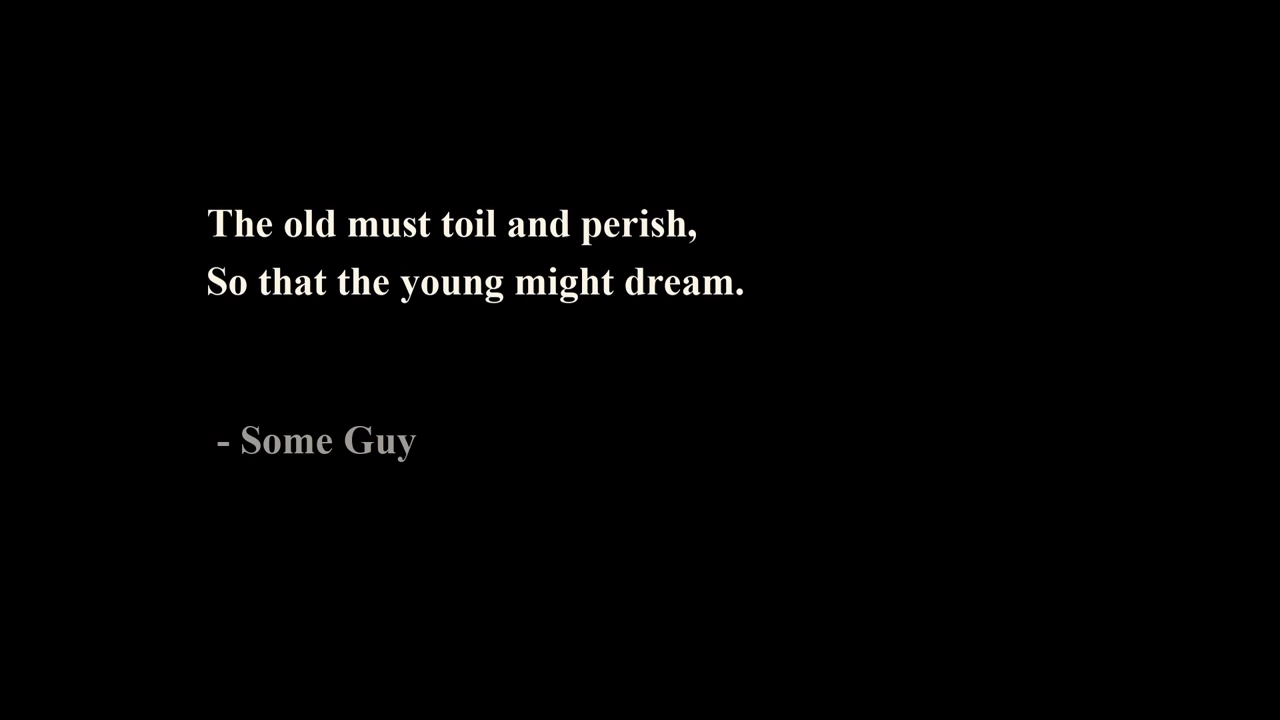 The old must toil and perish,
So that the young might dream.
- Some Guy